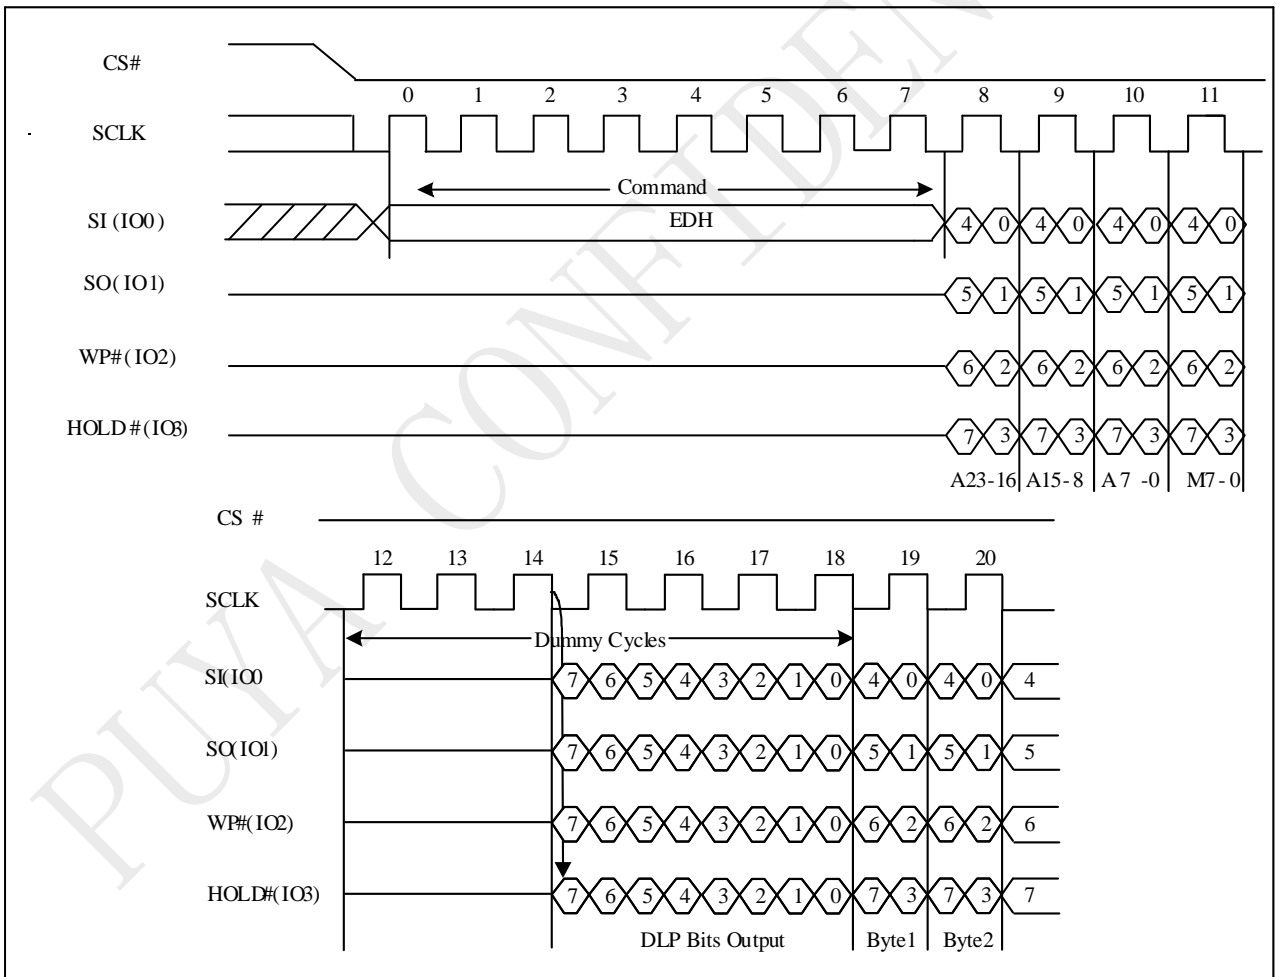 CS#
0 1 2 3 4 5 6 7 8 9 10 11
SCLK
Command
SI (IO0) EDH 4 0 4 0 4 0 4 0
SO( IO1) 5 1 5 1 5 1 5 1
WP# ( IO2) 6 2 6 2 6 2 6 2
HOLD # (IO3) 7 3 7 3 7 3 7 3
A23-16 A15-8 A7 -0 M7-0
CS #
12 13 14 15 16 17 18 19 20
SCLK
Dummy Cycles
SI(IO0 7 6 5 4 3 2 1 0 4 0 4 0 4
SO(IO1) 7 6 5 4 3 2 1 0 5 1 5 1 5
WP#(IO2) 7 6 5 4 3 2 1 0 6 2 6 2 6
HOLD#(IO3) 7 6 5 4 3 2 1 0 7 3 7 3 7
DLP Bits Output Byte1 Byte2
PUYA CONFIDEN